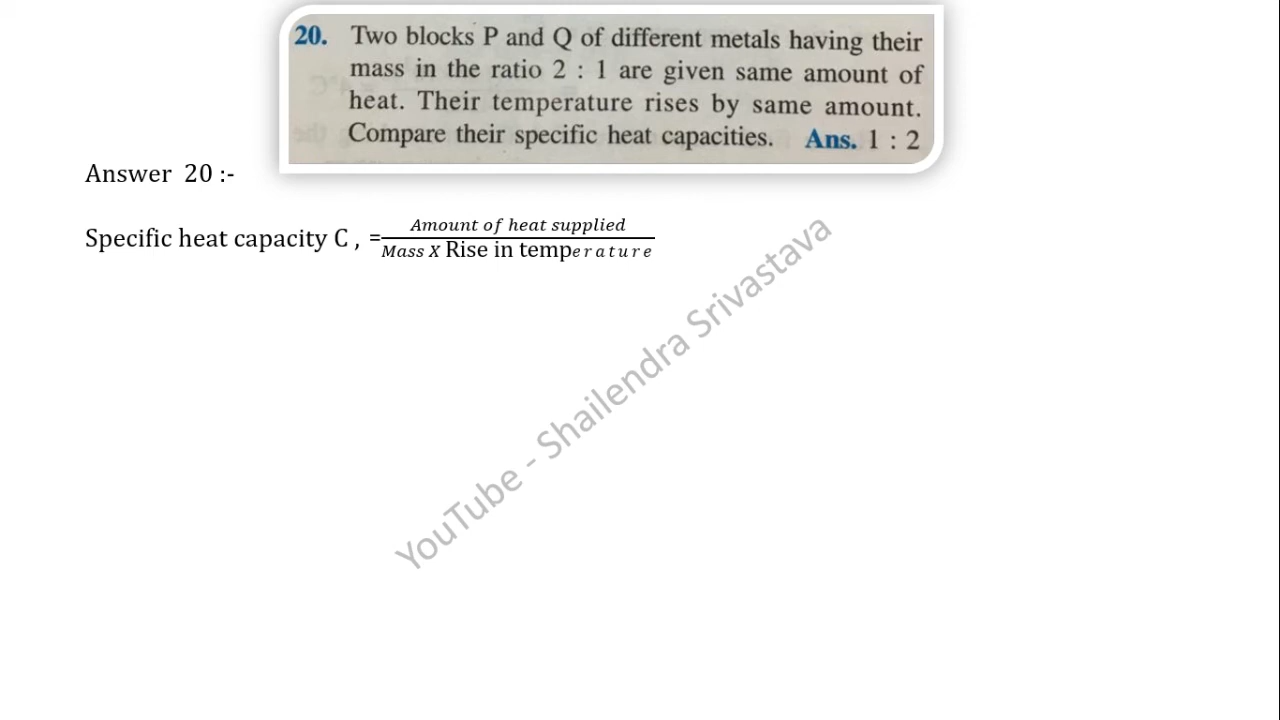 20. Two blocks P and Q of different metals having their
mass in the ratio 2 : 1 are given same amount of
heat. Their temperature rises by same amount.
Compare their specific heat capacities. Ans. 1 : 2
Answer 20 :-
Specific heat capacity C , = Amount of heat supplied
Mass X Rise in temperature
YouTube - Shailendra Srivastava